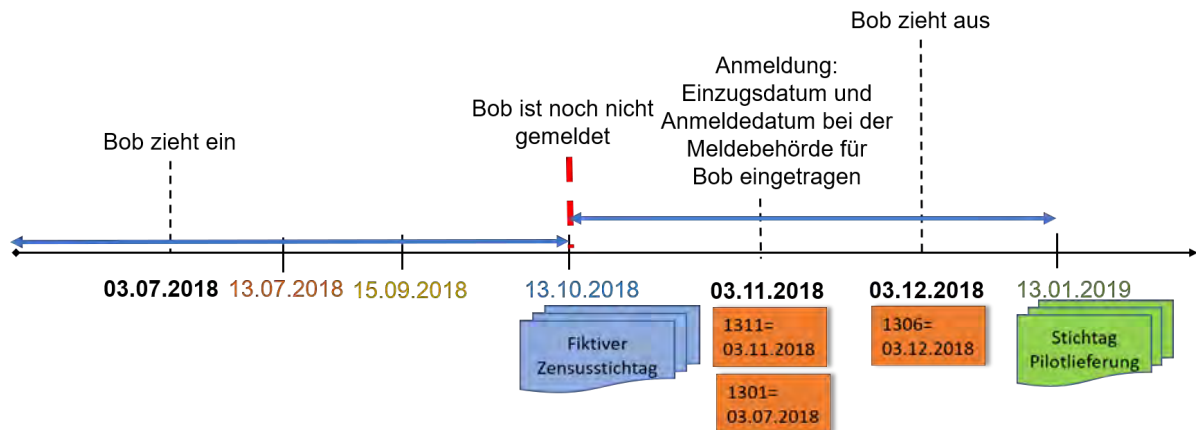 Bob zieht aus
Anmeldung:
Einzugsdatum und
Anmeldedatum bei der
Meldebehörde für
Bob eingetragen
Bob ist noch nicht
gemeldet
Bob zieht ein
03.07.2018
13.07.2018
15.09.2018
13.10.2018
03.11.2018
03.12.2018
13.01.2019
Fiktiver
Zensusstichtag
1311=
03.11.2018
1301=
03.07.2018
1306=
03.12.2018
Stichtag
Pilotlieferung